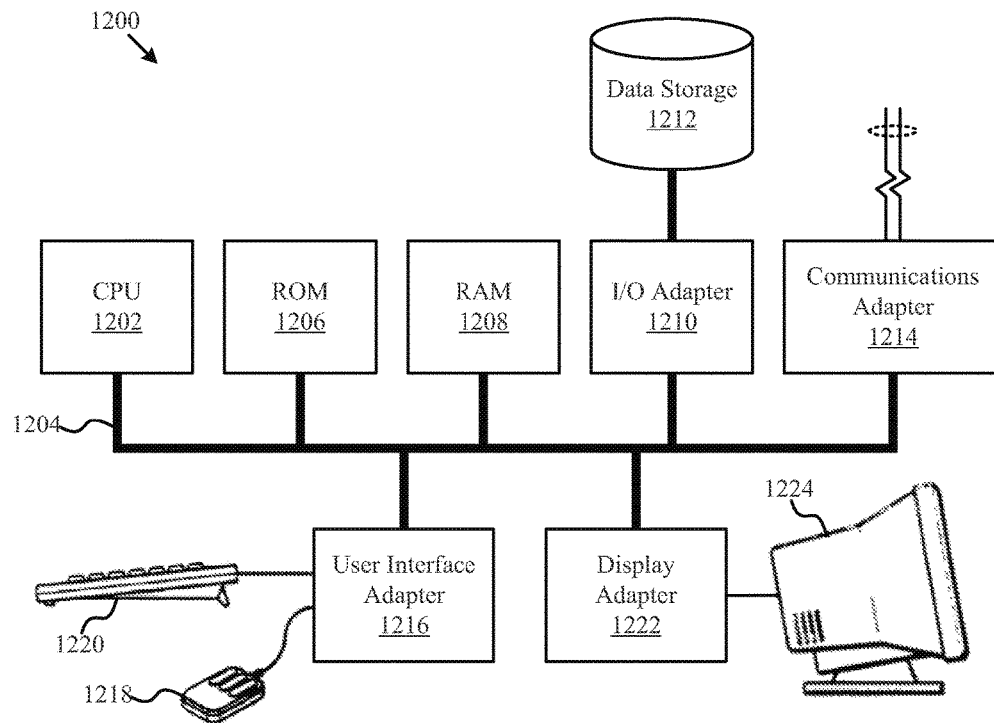 1200
Data Storage
1212
CPU
1202
ROM
1206
RAM
1208
I/O Adapter
1210
Communications
Adapter
1214
1204
1224
User Interface
Adapter
1216
Display
Adapter
1222
1220
1218